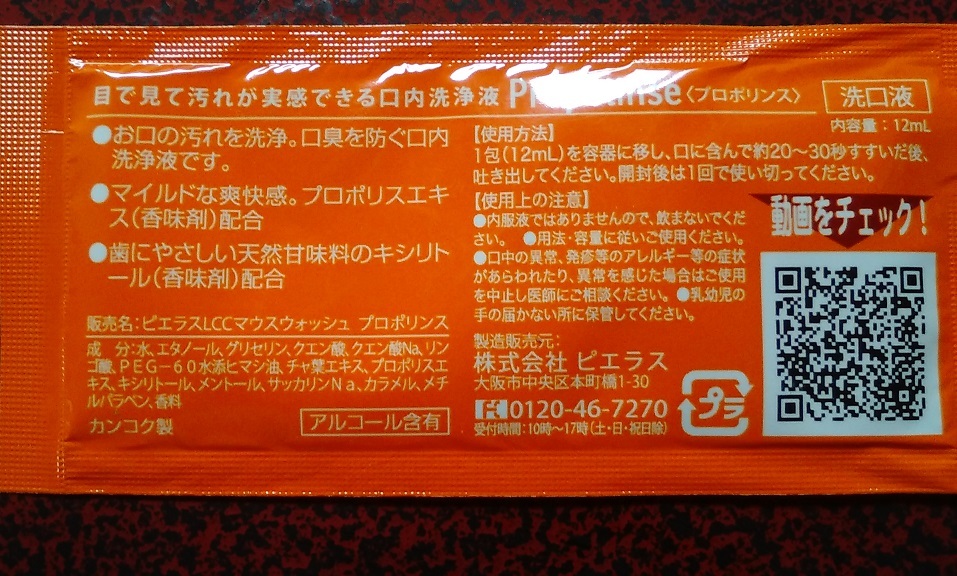 目で見て汚れが実感できる口内洗浄液 〈プロポリンス〉
洗口液
内容量：12mL
●お口の汚れを洗浄。口臭を防ぐ口内
洗浄液です。
●マイルドな爽快感。プロポリスエキ
ス(香味剤)配合
●歯にやさしい天然甘味料のキシリト
ール(香味剤)配合
販売名：ピエラスLCCマウスウォッシュ プロポリンス
成 分：水、エタノール、グリセリン、クエン酸、クエン酸Na、リン
ゴ酸、PEG－60水添ヒマシ油、チャ葉エキス、プロポリスエ
キス、キシリトール、メントール、サッカリンNa、カラメル、メチ
ルパラベン、香料
カンコク製
アルコール含有
【使用方法】
1包(12mL)を容器に移し、口に含んで約20～30秒すすいだ後、
吐き出してください。開封後は1回で使い切ってください。
【使用上の注意】
●内服液ではありませんので、飲まないでくだ
さい。 ●用法・容量に従いご使用ください。
●口中の異常、発疹等のアレルギー等の症状
があらわれたり、異常を感じた場合はご使用
を中止し医師にご相談ください。●乳幼児の
手の届かない所に保管してください。
製造販売元：
株式会社 ピエラス
大阪市中央区本町橋1-30
0120-46-7270
受付時間：10時～17時(土・日・祝日除)
プラ
動画をチェック！